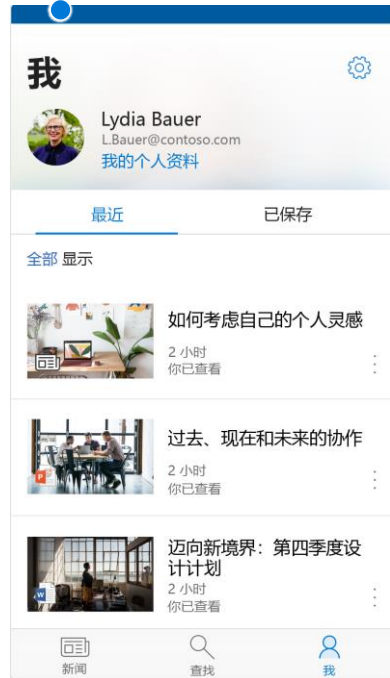 我
Lydia Bauer
L.Bauer@contoso.com
我的个人资料
最近
已保存
全部 显示
如何考虑自己的个人灵感
2 小时
你已查看
过去、现在和未来的协作
2 小时
你已查看
P
迈向新境界：第四季度设
计计划
2 小时
你已查看
W
新闻
查找
我